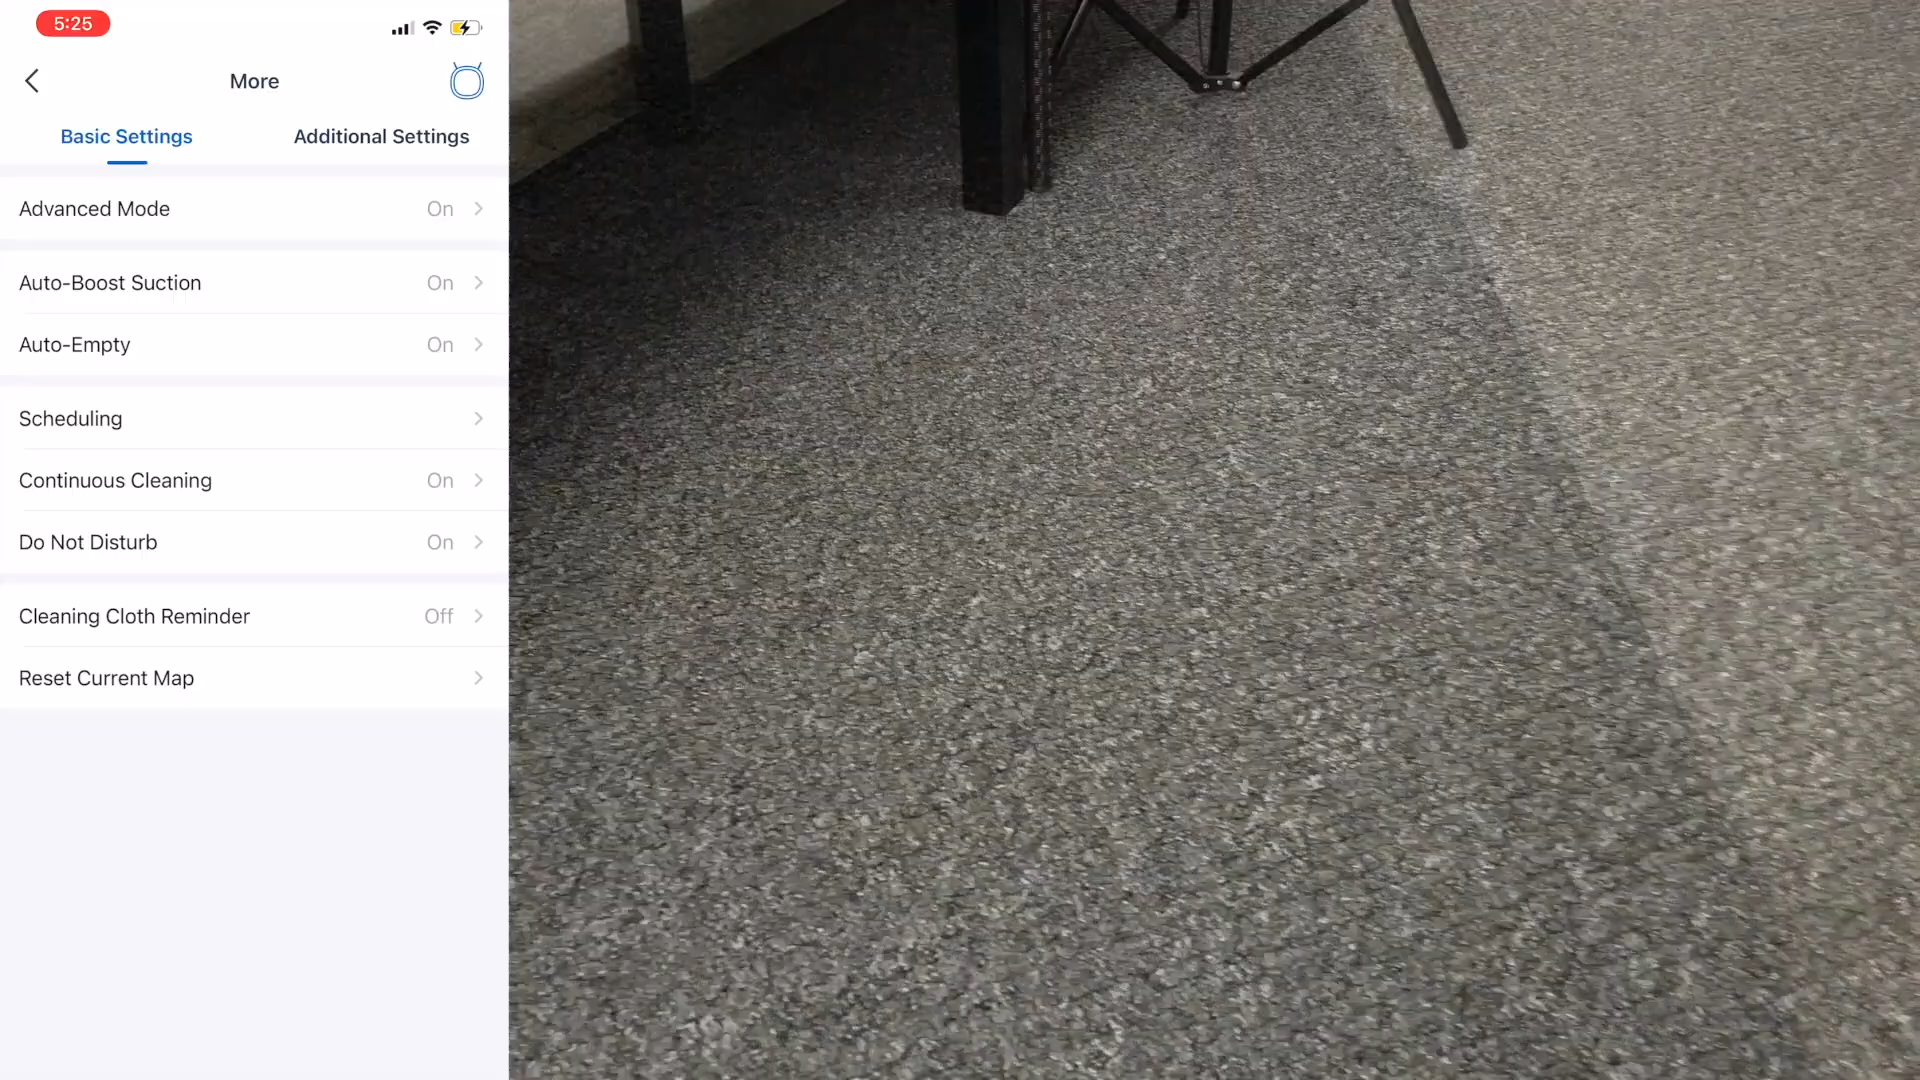 5:25
More
Basic Settings
Additional Settings
Advanced Mode On
Auto-Boost Suction On
Auto-Empty On
Scheduling
Continuous Cleaning On
Do Not Disturb On
Cleaning Cloth Reminder Off
Reset Current Map